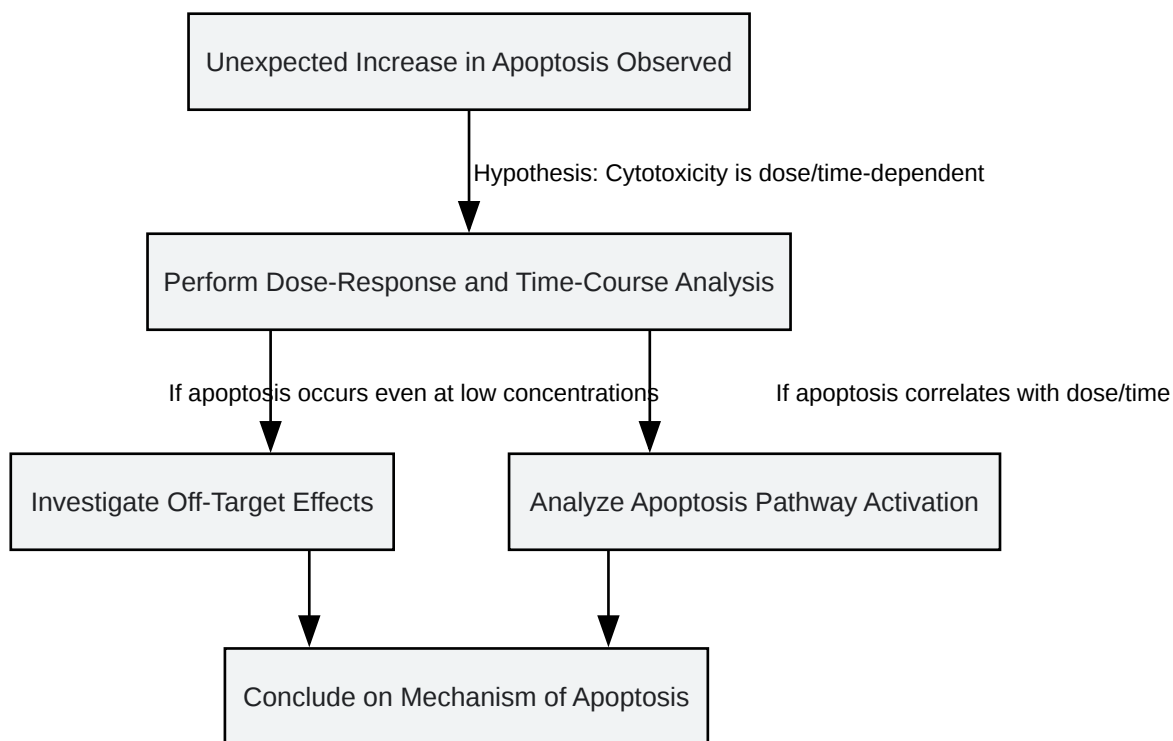 Unexpected Increase in Apoptosis Observed
Hypothesis: Cytotoxicity is dose/time-dependent
Perform Dose-Response and Time-Course Analysis
If apoptosis occurs even at low concentrations
If apoptosis correlates with dose/time
Investigate Off-Target Effects
Analyze Apoptosis Pathway Activation
Conclude on Mechanism of Apoptosis